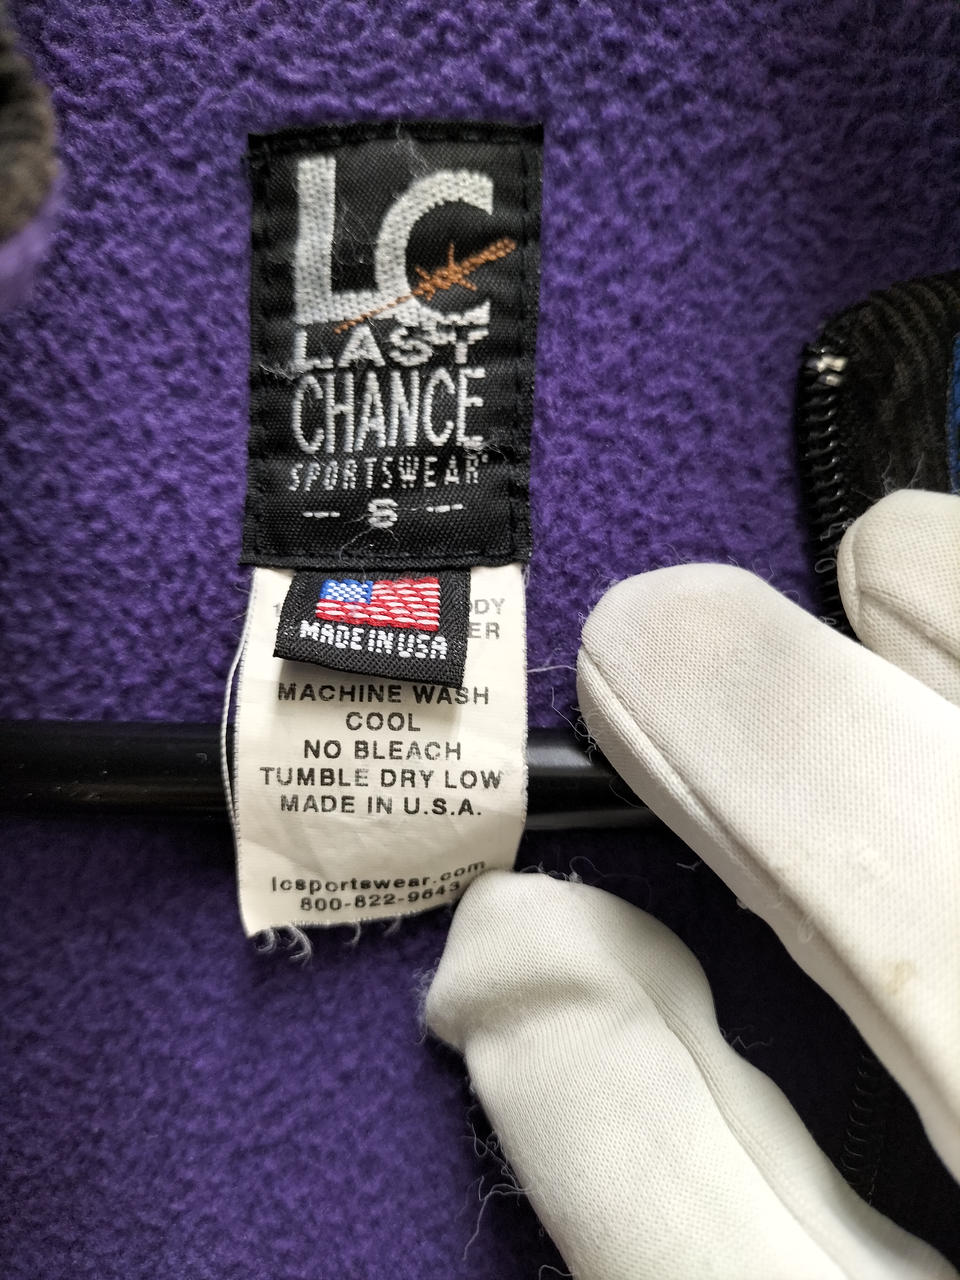 LC
LAST
CHANCE
SPORTSWEAR
— S —
MADE IN USA
MACHINE WASH
COOL
NO BLEACH
TUMBLE DRY LOW
MADE IN U.S.A.
lcsportswear.com
800-822-9643